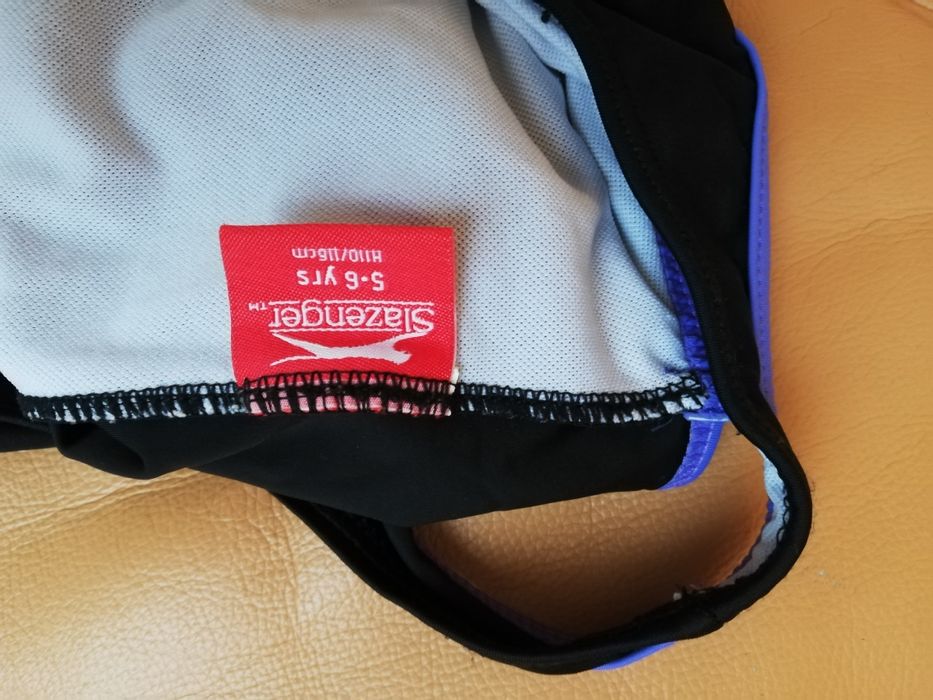 Slazenger™
5-6 yrs
H110/116cm